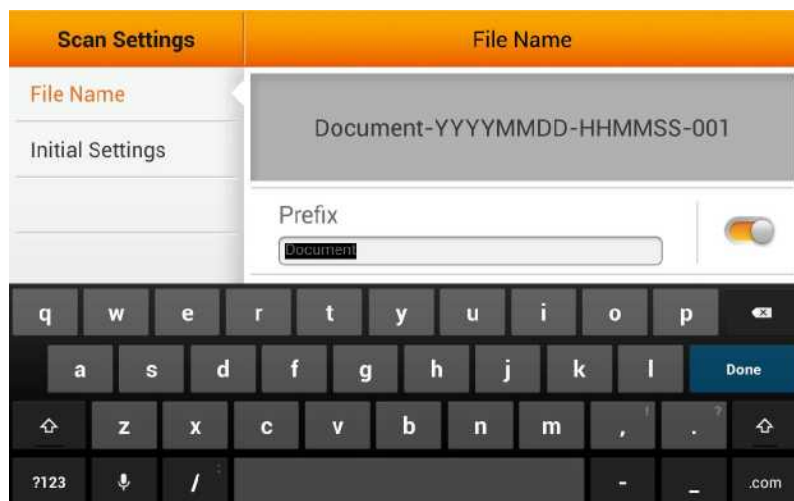 Scan Settings
File Name
File Name
Initial Settings
Document-YYYYMMDD-HHMMSS-001
Prefix
Document
q w e r t y u i o p
a s d f g h j k l Done
z x c v b n m , ! . ?
?123 / : - _ .com